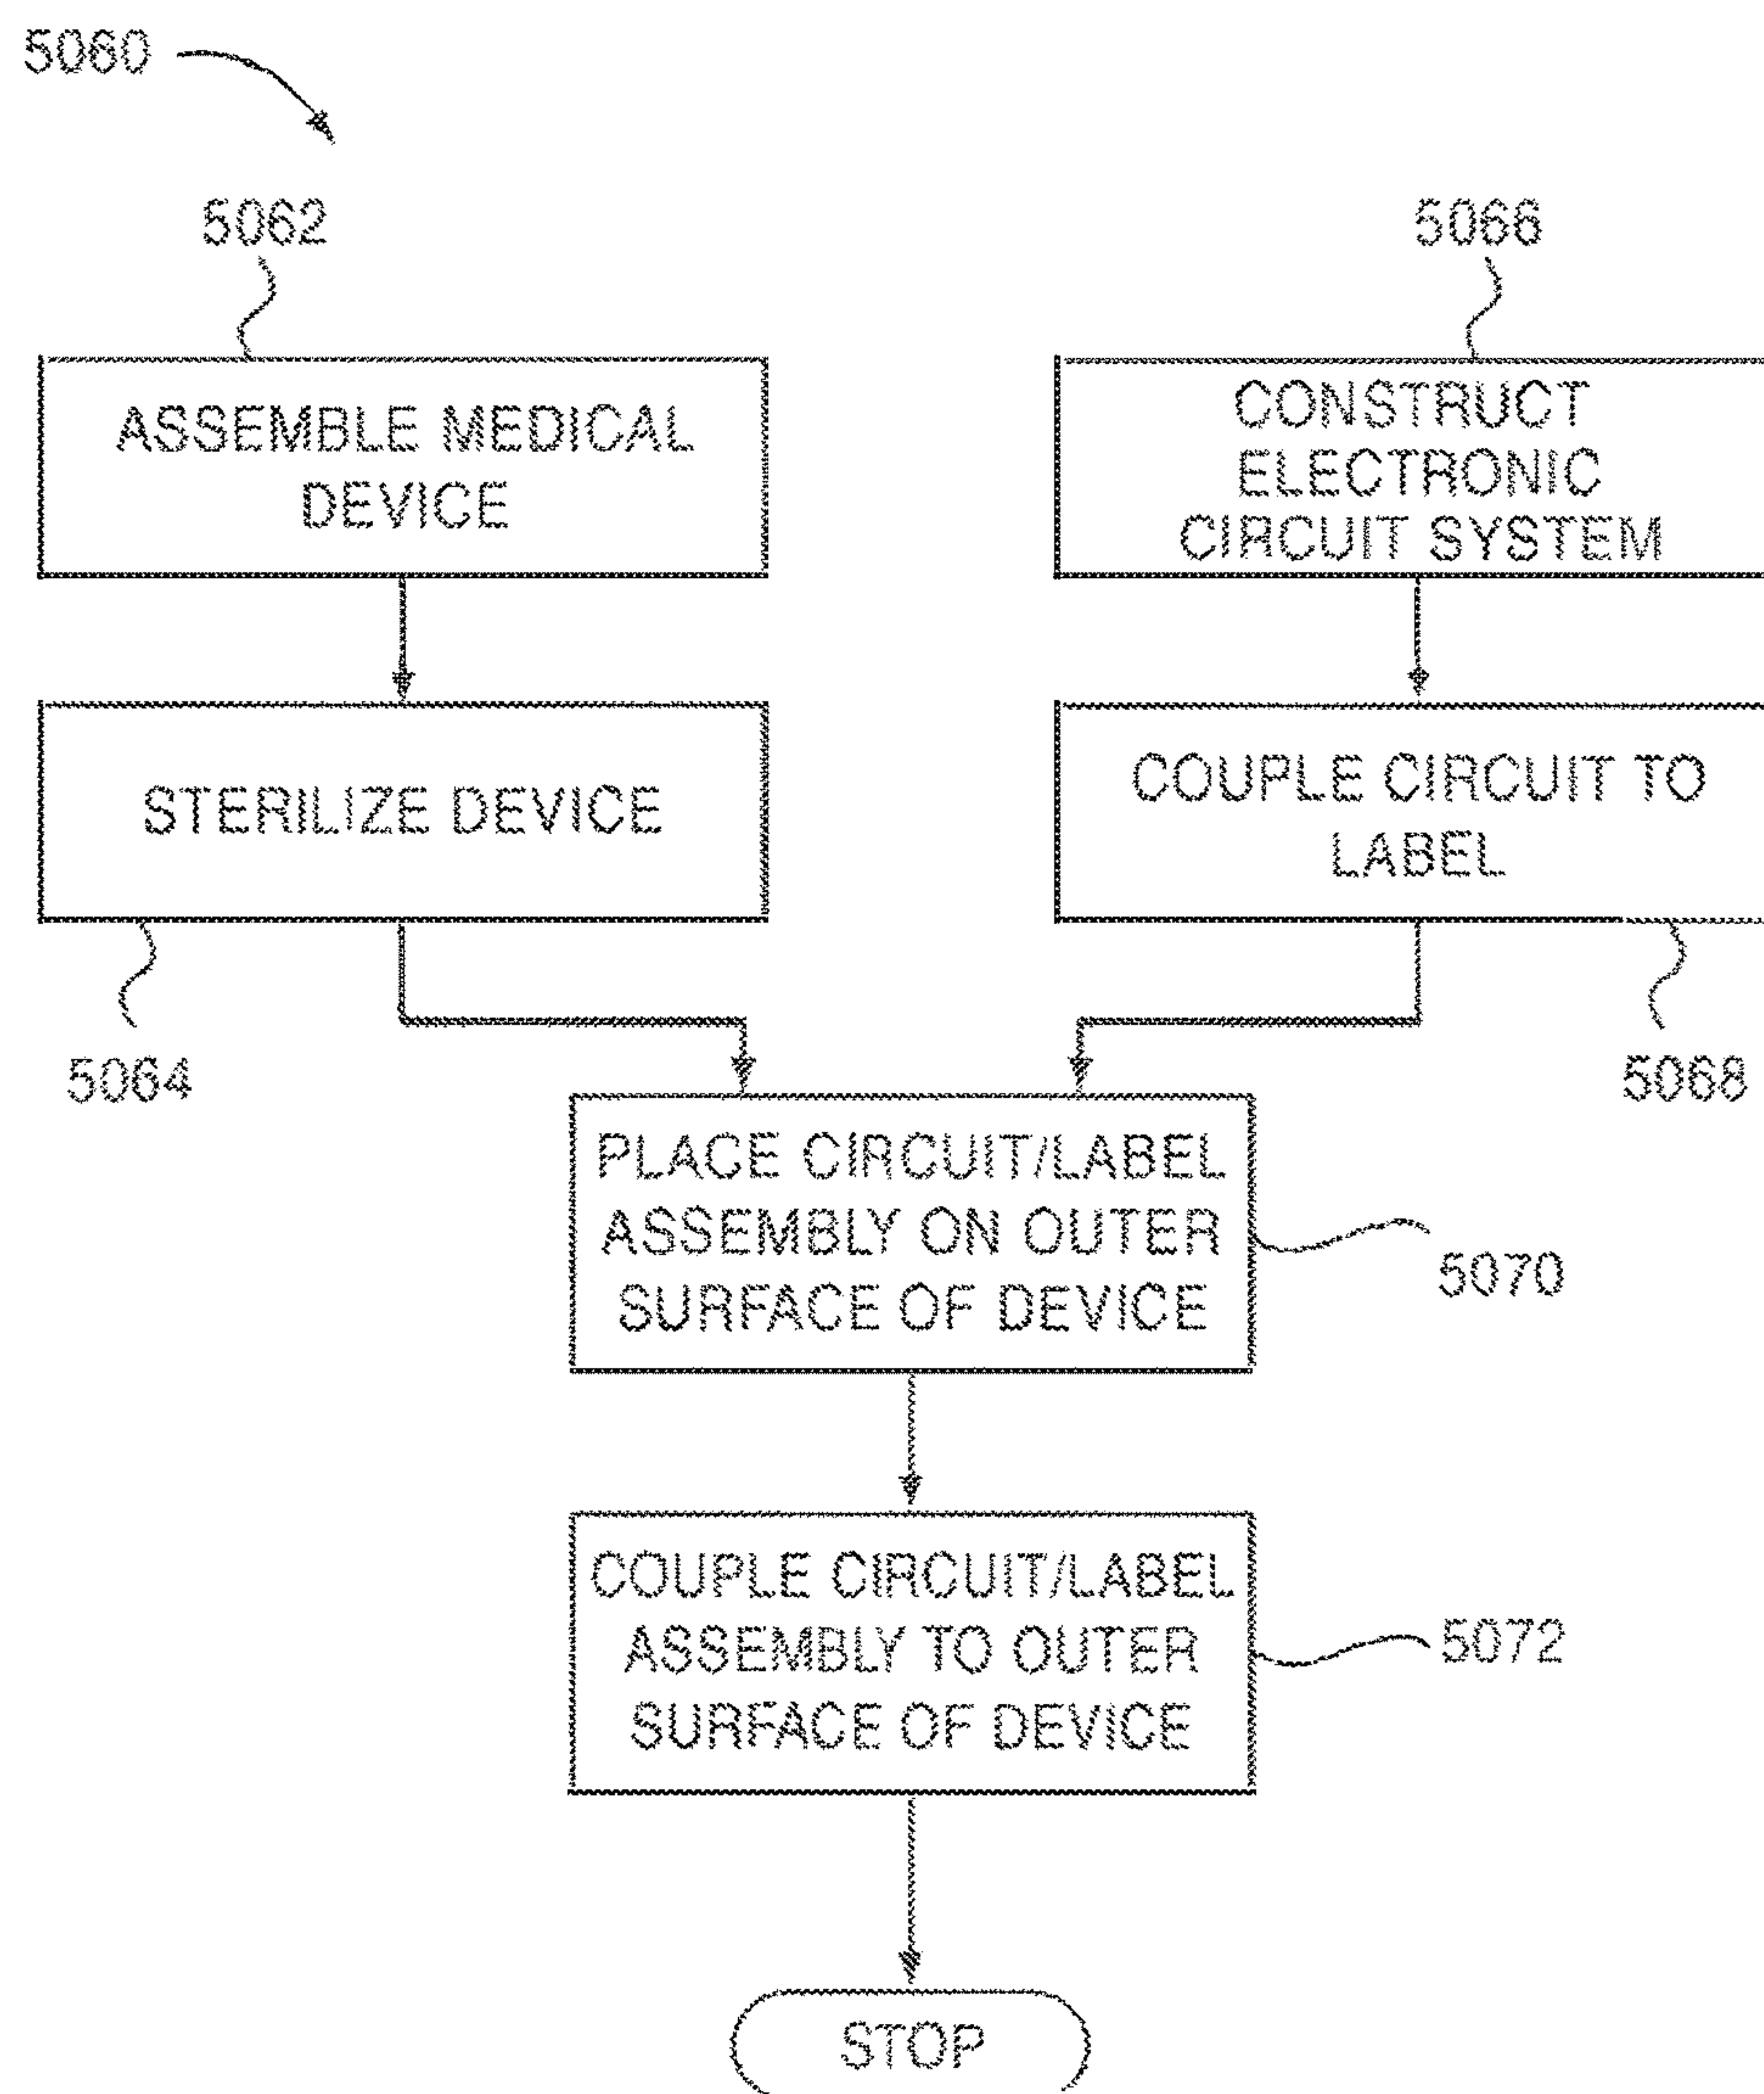 5060
5062
5066
ASSEMBLE MEDICAL
DEVICE
CONSTRUCT
ELECTRONIC
CIRCUIT SYSTEM
STERILIZE DEVICE
COUPLE CIRCUIT TO
LABEL
5064
5068
PLACE CIRCUIT/LABEL
ASSEMBLY ON OUTER
SURFACE OF DEVICE
5070
COUPLE CIRCUIT/LABEL
ASSEMBLY TO OUTER
SURFACE OF DEVICE
5072
STOP